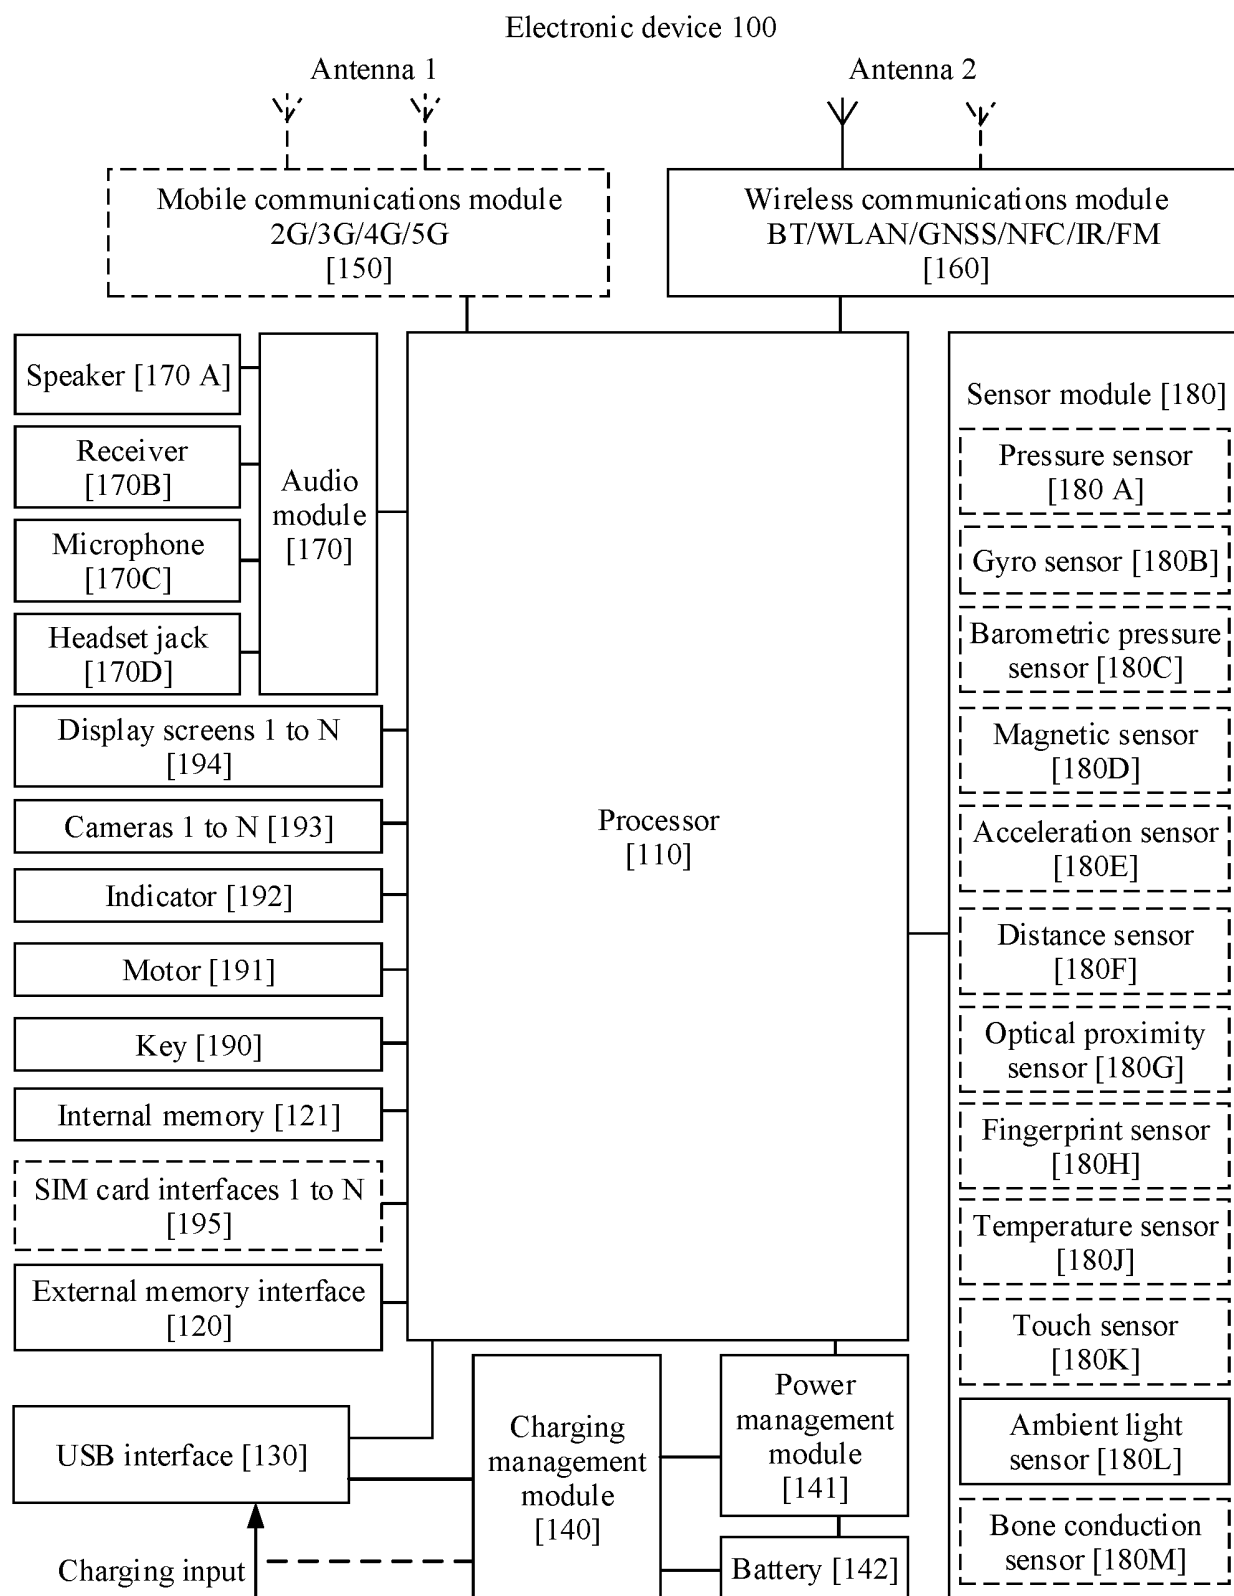 Electronic device 100
Antenna 1
Antenna 2
Mobile communications module
2G/3G/4G/5G
[150]
Wireless communications module
BT/WLAN/GNSS/NFC/IR/FM
[160]
Speaker [170 A]
Receiver
[170B]
Microphone
[170C]
Headset jack
[170D]
Audio
module
[170]
Display screens 1 to N
[194]
Cameras 1 to N [193]
Indicator [192]
Motor [191]
Key [190]
Internal memory [121]
SIM card interfaces 1 to N
[195]
External memory interface
[120]
Processor
[110]
Sensor module [180]
Pressure sensor
[180 A]
Gyro sensor [180B]
Barometric pressure
sensor [180C]
Magnetic sensor
[180D]
Acceleration sensor
[180E]
Distance sensor
[180F]
Optical proximity
sensor [180G]
Fingerprint sensor
[180H]
Temperature sensor
[180J]
Touch sensor
[180K]
Ambient light
sensor [180L]
Bone conduction
sensor [180M]
USB interface [130]
Charging input
Charging
management
module
[140]
Power
management
module
[141]
Battery [142]